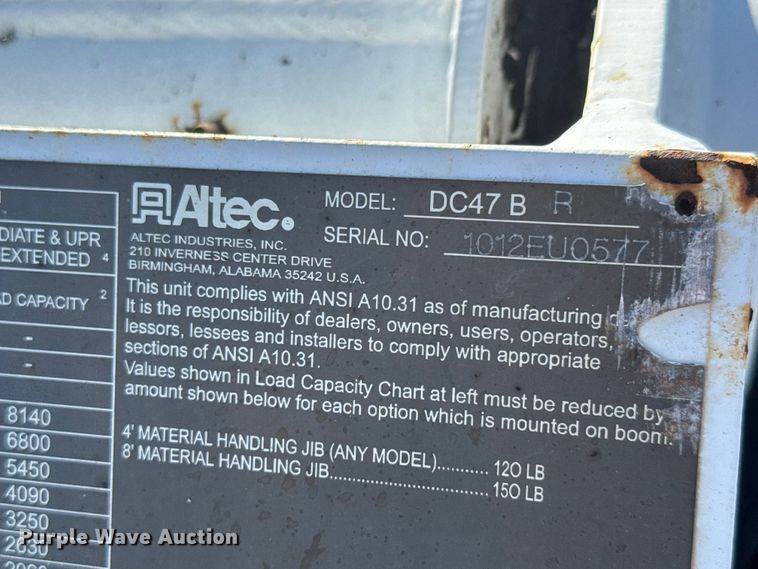 DIATE & UPR
EXTENDED 4
D CAPACITY 2
-
-
8140
6800
5450
4090
3250
2630
Altec®
MODEL: DC47 B R
SERIAL NO: 1012EU0577
ALTEC INDUSTRIES, INC.
210 INVERNESS CENTER DRIVE
BIRMINGHAM, ALABAMA 35242 U.S.A.
This unit complies with ANSI A10.31 as of manufacturing
It is the responsibility of dealers, owners, users, operators,
lessors, lessees and installers to comply with appropriate
sections of ANSI A10.31.
Values shown in Load Capacity Chart at left must be reduced by
amount shown below for each option which is mounted on boom.
4' MATERIAL HANDLING JIB (ANY MODEL)........... 120 LB
8' MATERIAL HANDLING JIB................................... 150 LB
Purple Wave Auction